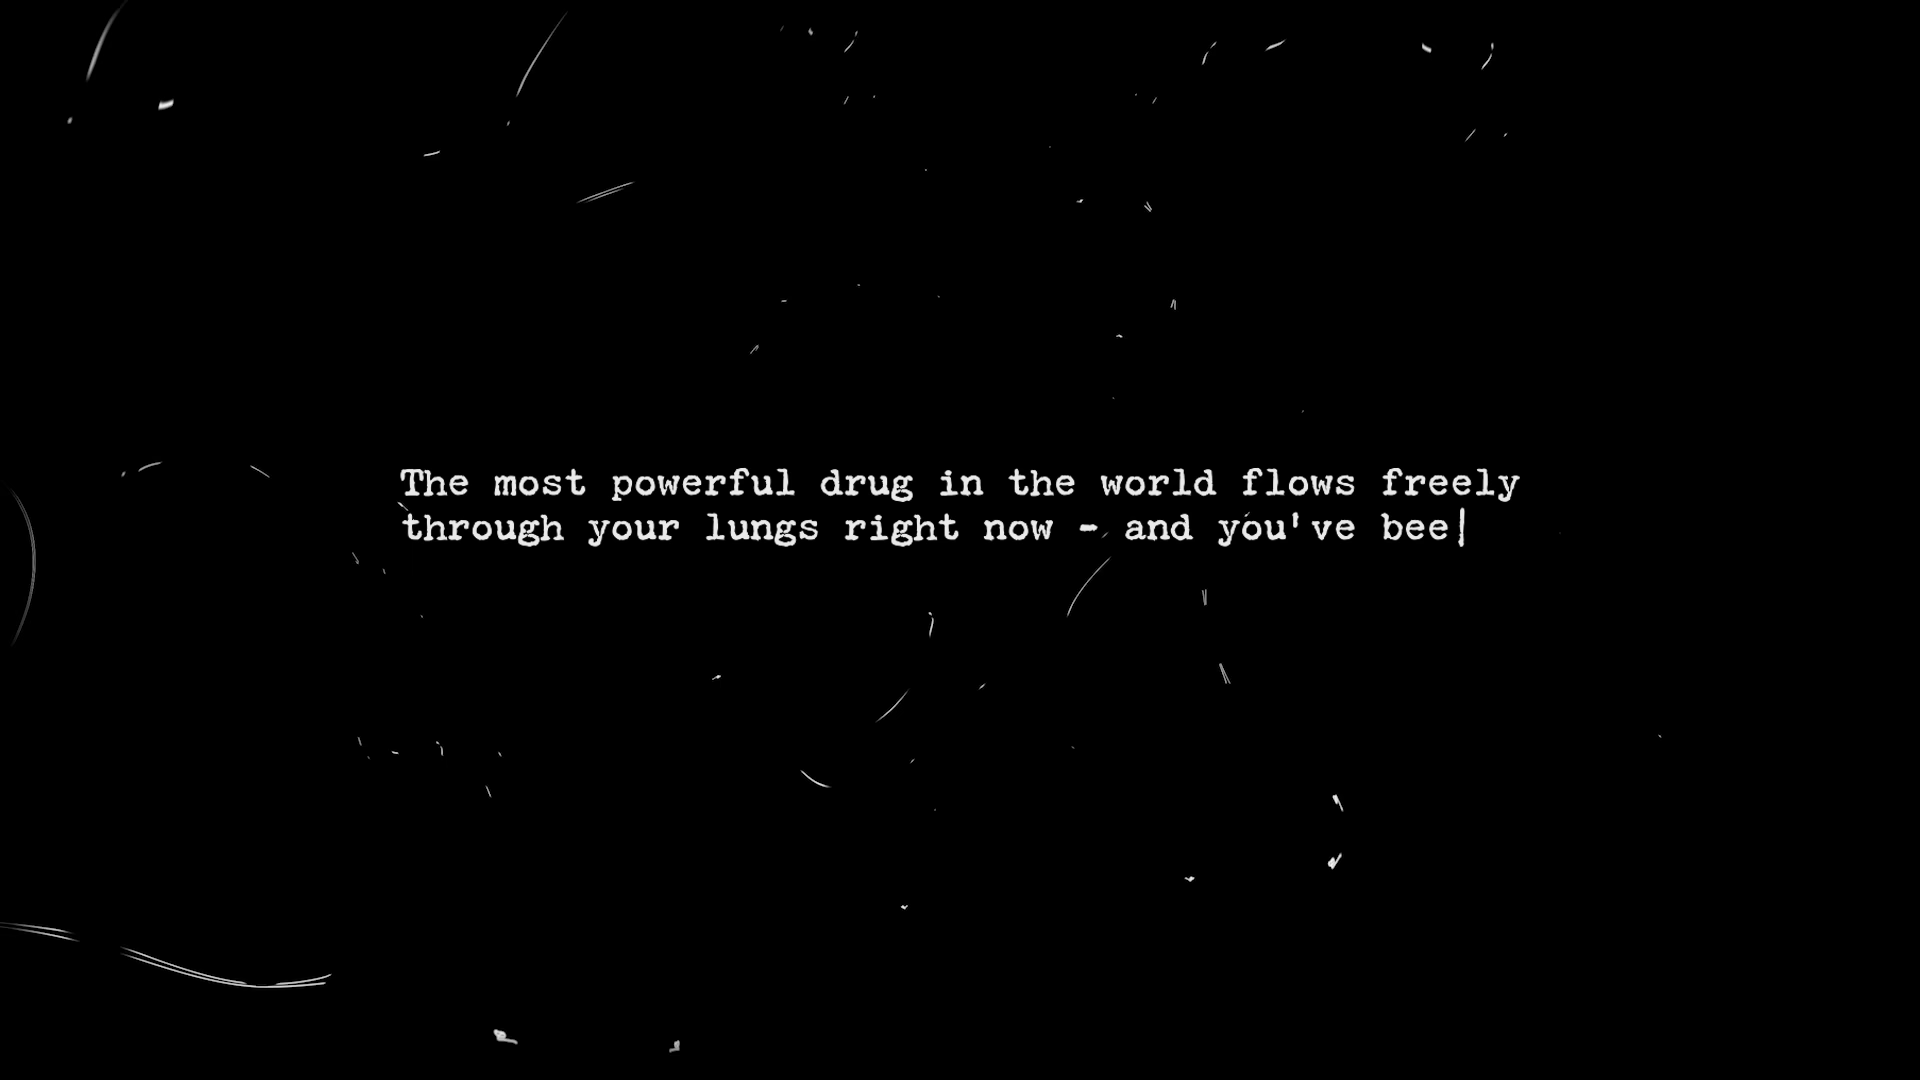 The most powerful drug in the world flows freely
through your lungs right now - and you've bee|